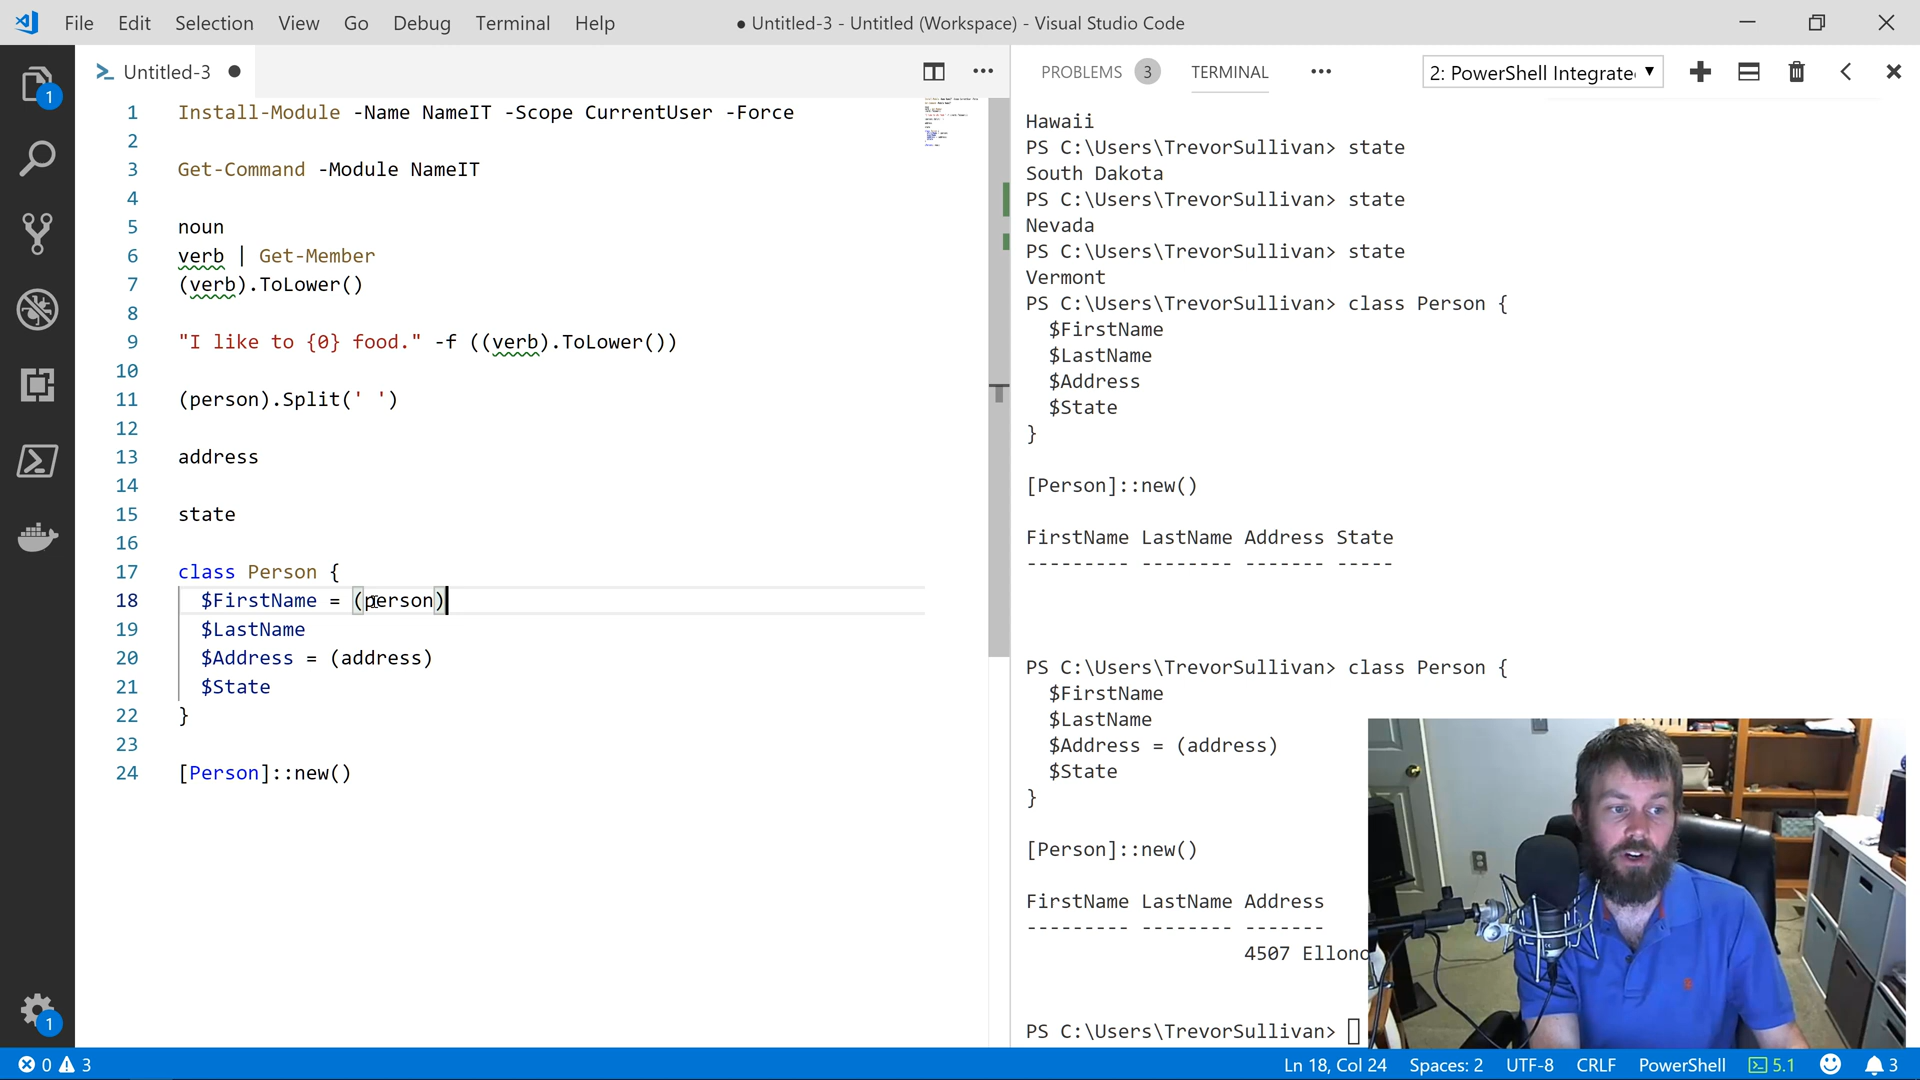 File Edit Selection View Go Debug Terminal Help
● Untitled-3 - Untitled (Workspace) - Visual Studio Code
Untitled-3
1 Install-Module -Name NameIT -Scope CurrentUser -Force
2
3 Get-Command -Module NameIT
4
5 noun
6 verb | Get-Member
7 (verb).ToLower()
8
9 "I like to {0} food." -f ((verb).ToLower())
10
11 (person).Split(' ')
12
13 address
14
15 state
16
17 class Person {
18 $FirstName = (person)
19 $LastName
20 $Address = (address)
21 $State
22 }
23
24 [Person]::new()
PROBLEMS 3 TERMINAL ••• 2: PowerShell Integrate
Hawaii
PS C:\Users\TrevorSullivan> state
South Dakota
PS C:\Users\TrevorSullivan> state
Nevada
PS C:\Users\TrevorSullivan> state
Vermont
PS C:\Users\TrevorSullivan> class Person {
$FirstName
$LastName
$Address
$State
}
[Person]::new()
FirstName LastName Address State
--------- -------- ------- -----
PS C:\Users\TrevorSullivan> class Person {
$FirstName
$LastName
$Address = (address)
$State
}
[Person]::new()
FirstName LastName Address
--------- -------- -------
4507 Ellono
PS C:\Users\TrevorSullivan>
1
1
0 3
Ln 18, Col 24 Spaces: 2 UTF-8 CRLF PowerShell 5.1 3